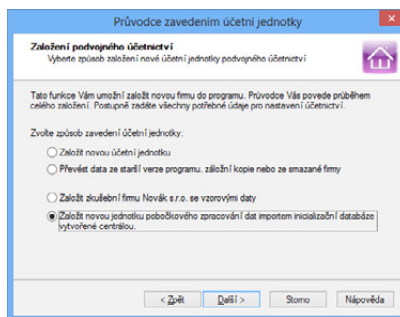 Průvodce zavedením účetní jednotky
Založení podvojného účetnictví
Vyberte způsob založení nové účetní jednotky podvojného účetnictví
Tato funkce Vám umožní založit novou firmu do programu. Průvodce Vás povede průběhem
celého založení. Postupně zadáte všechny potřebné údaje pro nastavení účetnictví.
Zvolte způsob zavedení účetní jednotky:
Založit novou účetní jednotku
Převést data ze starší verze programu, záložní kopie nebo ze smazané firmy
Založit zkušební firmu Novák s.r.o. se vzorovými daty
Založit novou jednotku pobočkového zpracování dat importem inicializační databáze
vytvořené centrálou.
< Zpět
Další >
Storno
Nápověda